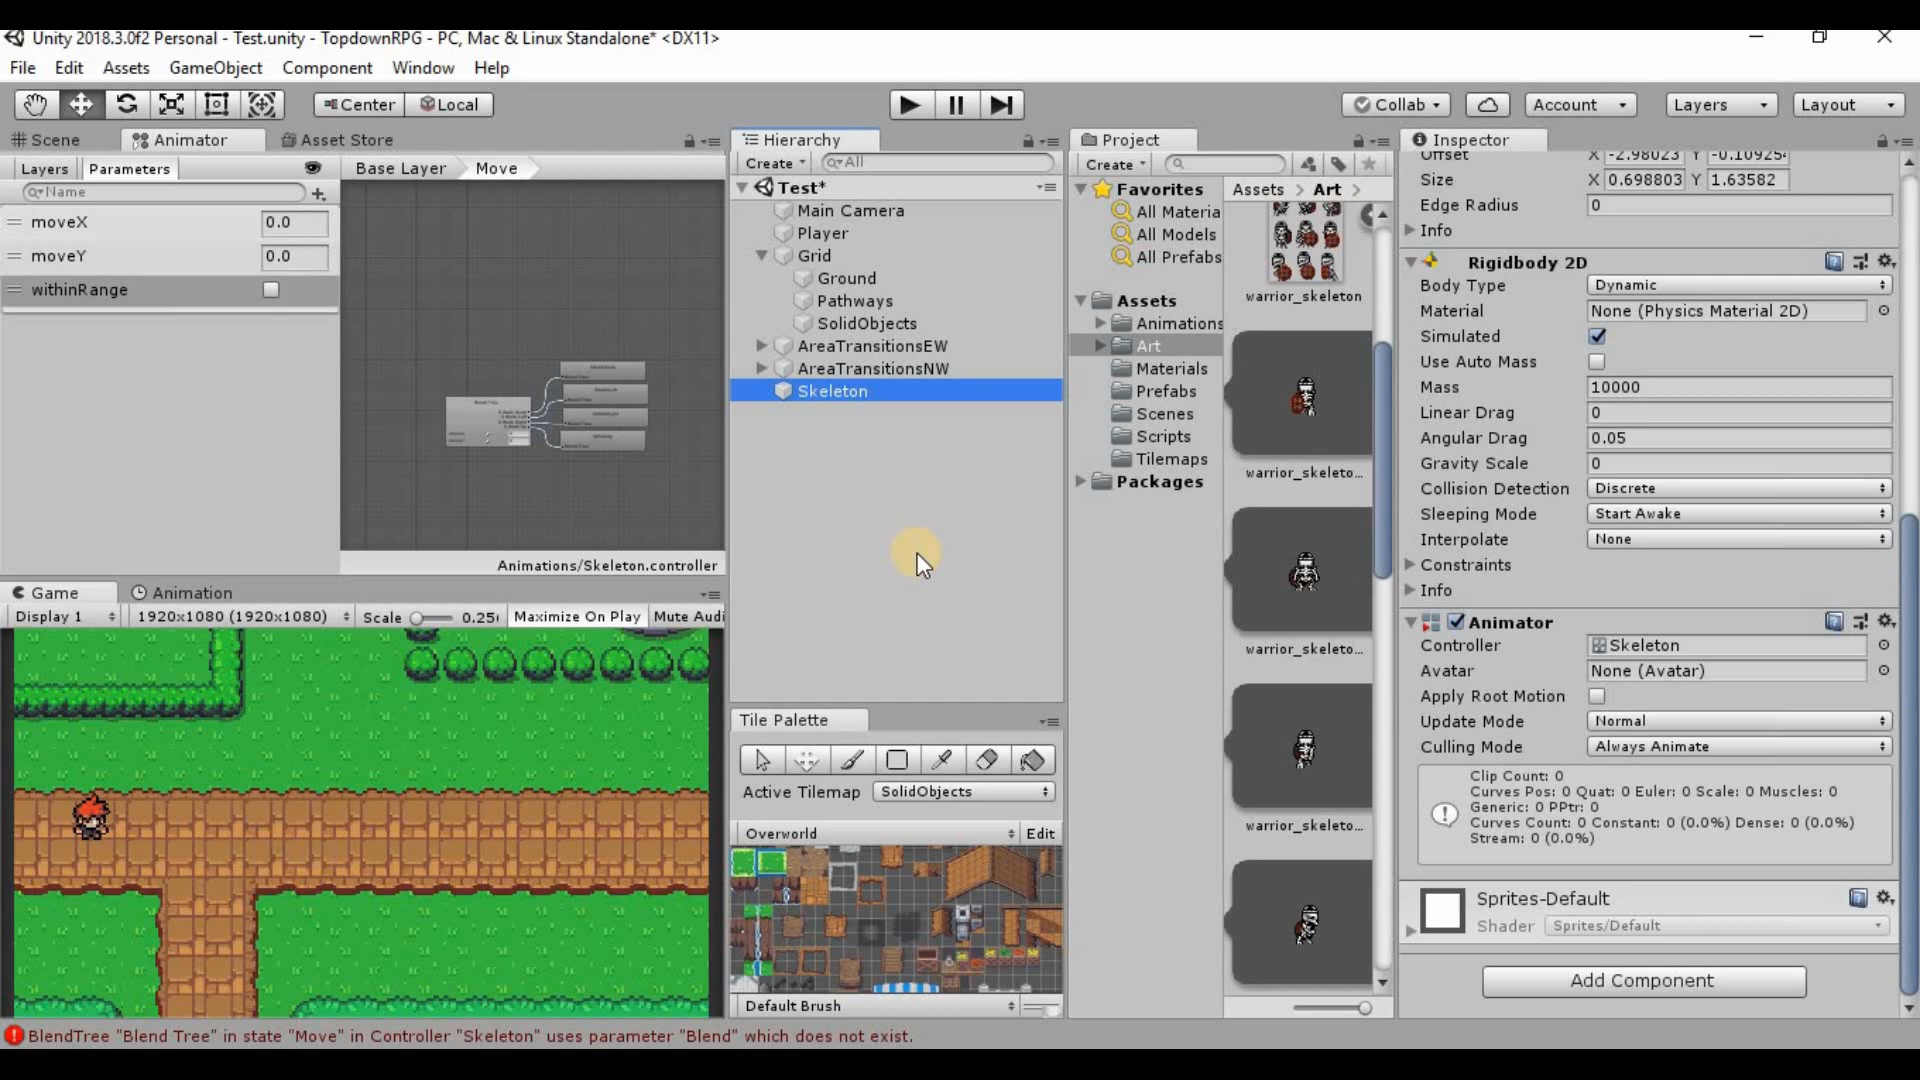 Unity 2018.3.0f2 Personal - Test.unity - TopdownRPG - PC, Mac & Linux Standalone* <DX11>
File Edit Assets GameObject Component Window Help
Center Local Collab Account Layers Layout
Scene Animator Asset Store
Layers Parameters
Base Layer Move
Name
moveX 0.0
moveY 0.0
withinRange
Animations/Skeleton.controller
Game Animation
Display 1 1920x1080 (1920x1080) Scale 0.25 Maximize On Play Mute Audi
Hierarchy
Create All
Test*
Main Camera
Player
Grid
Ground
Pathways
SolidObjects
AreaTransitionsEW
AreaTransitionsNW
Skeleton
Tile Palette
Active Tilemap SolidObjects
Overworld Edit
Default Brush
Project
Create
Favorites
All Materia
All Models
All Prefabs
Assets
Animations
Art
Materials
Prefabs
Scenes
Scripts
Tilemaps
Packages
Assets > Art >
warrior_skeleton
warrior_skeleto...
warrior_skeleto...
warrior_skeleto...
Inspector
Offset X -2.98023 Y -0.109254
Size X 0.698803 Y 1.63582
Edge Radius 0
Info
Rigidbody 2D
Body Type Dynamic
Material None (Physics Material 2D)
Simulated
Use Auto Mass
Mass 10000
Linear Drag 0
Angular Drag 0.05
Gravity Scale 0
Collision Detection Discrete
Sleeping Mode Start Awake
Interpolate None
Constraints
Info
Animator
Controller Skeleton
Avatar None (Avatar)
Apply Root Motion
Update Mode Normal
Culling Mode Always Animate
Clip Count: 0
Curves Pos: 0 Quat: 0 Euler: 0 Scale: 0 Muscles: 0
Generic: 0 PPtr: 0
Curves Count: 0 Constant: 0 (0.0%) Dense: 0 (0.0%)
Stream: 0 (0.0%)
Sprites-Default
Shader Sprites/Default
Add Component
BlendTree "Blend Tree" in state "Move" in Controller "Skeleton" uses parameter "Blend" which does not exist.